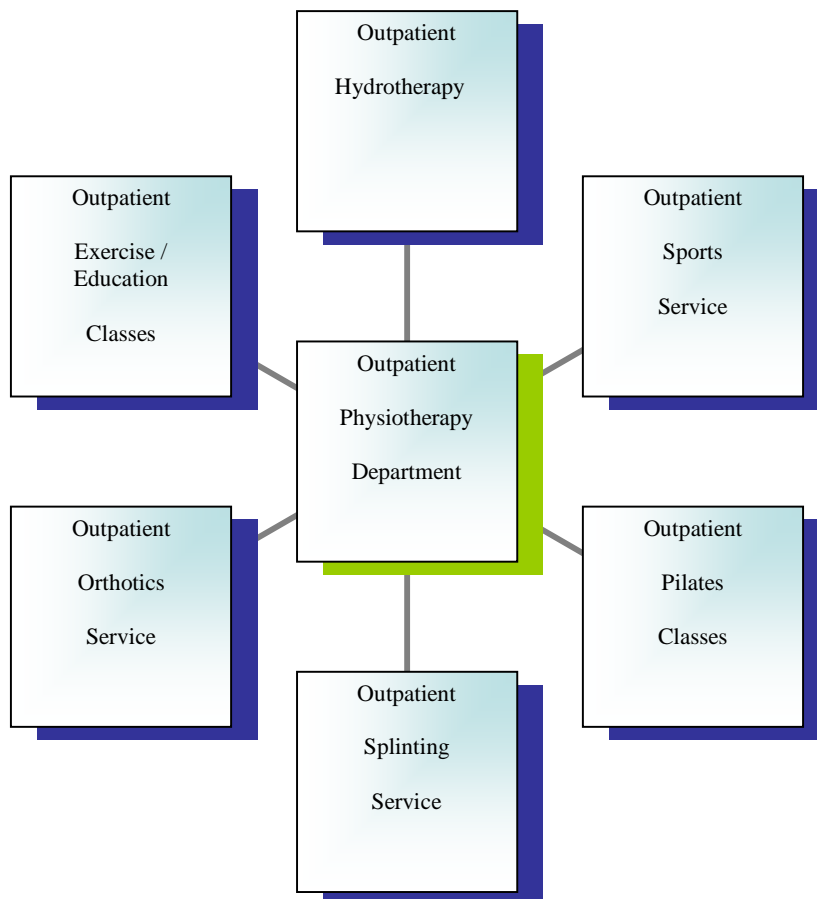 Outpatient
Hydrotherapy
Outpatient
Exercise /
Education
Classes
Outpatient
Sports
Service
Outpatient
Physiotherapy
Department
Outpatient
Orthotics
Service
Outpatient
Pilates
Classes
Outpatient
Splinting
Service